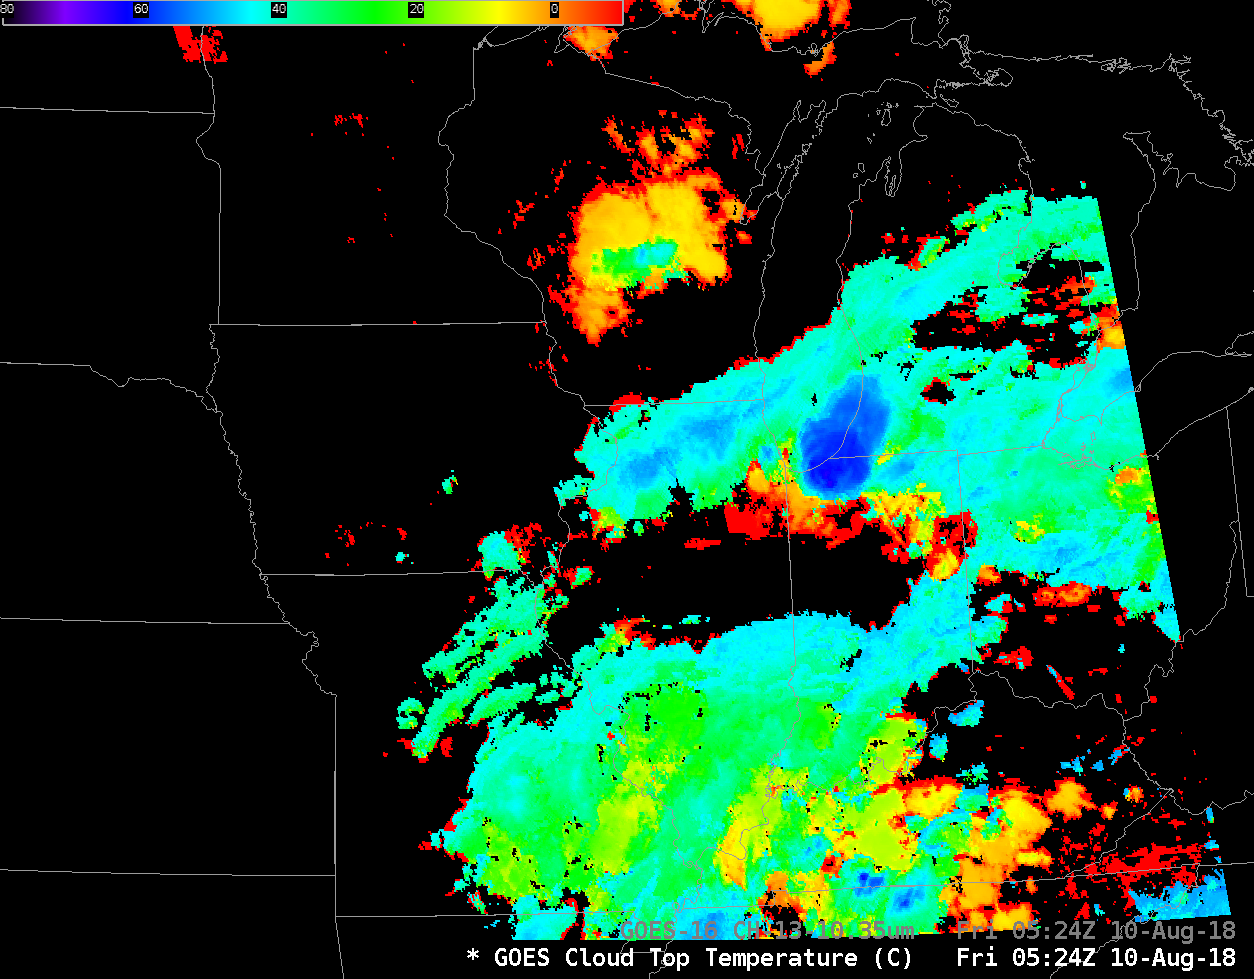 80 60 40 20 0
GOES-16 CH-13 10.35um Fri 05:24Z 10-Aug-18
* GOES Cloud Top Temperature (C) Fri 05:24Z 10-Aug-18